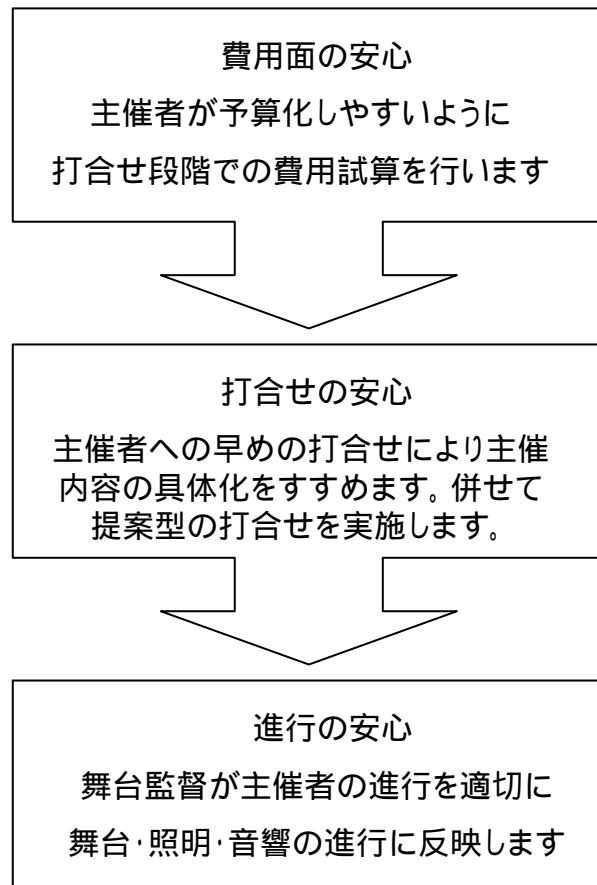 費用面の安心
主催者が予算化しやすいように
打合せ段階での費用試算を行います
打合せの安心
主催者への早めの打合せにより主催
内容の具体化をすすめます。併せて
提案型の打合せを実施します。
進行の安心
舞台監督が主催者の進行を適切に
舞台・照明・音響の進行に反映します